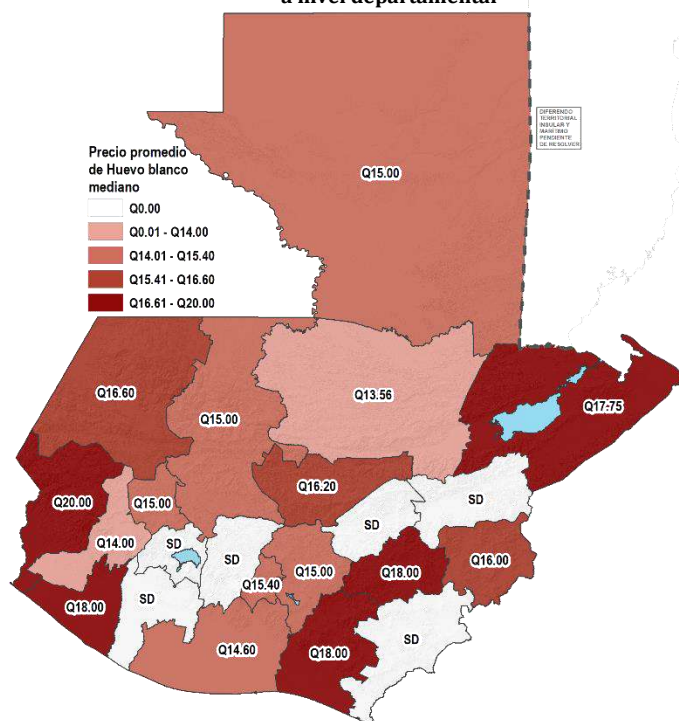 a nivel departamental
DIFERENDO
TERRITORIAL
INSULAR Y
MARÍTIMO
PENDIENTE
DE RESOLVER
Q15.00
Precio promedio
de Huevo blanco
mediano
Q0.00
Q0.01 - Q14.00
Q14.01 - Q15.40
Q15.41 - Q16.60
Q16.61 - Q20.00
Q16.60
Q15.00
Q13.56
Q17.75
Q20.00
Q15.00
Q16.20
SD
SD
Q14.00
SD
SD
Q15.40
Q15.00
Q18.00
Q16.00
Q18.00
SD
Q14.60
Q18.00
SD